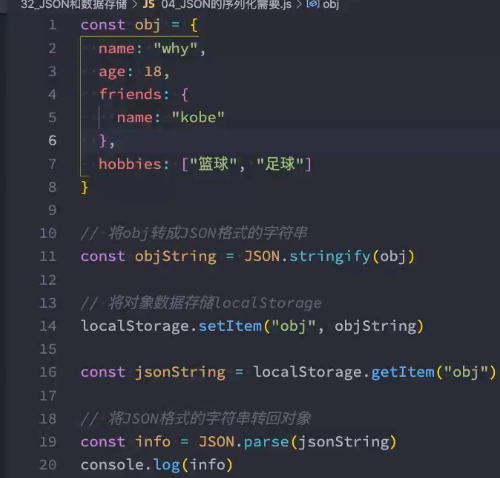 32_JSON和数据存储 > JS 04_JSON的序列化需要.js > obj
1 const obj = {
2 name: "why",
3 age: 18,
4 friends: {
5 name: "kobe"
6 },
7 hobbies: ["篮球", "足球"]
8 }
9
10 // 将obj转成JSON格式的字符串
11 const objString = JSON.stringify(obj)
12
13 // 将对象数据存储localStorage
14 localStorage.setItem("obj", objString)
15
16 const jsonString = localStorage.getItem("obj")
17
18 // 将JSON格式的字符串转回对象
19 const info = JSON.parse(jsonString)
20 console.log(info)